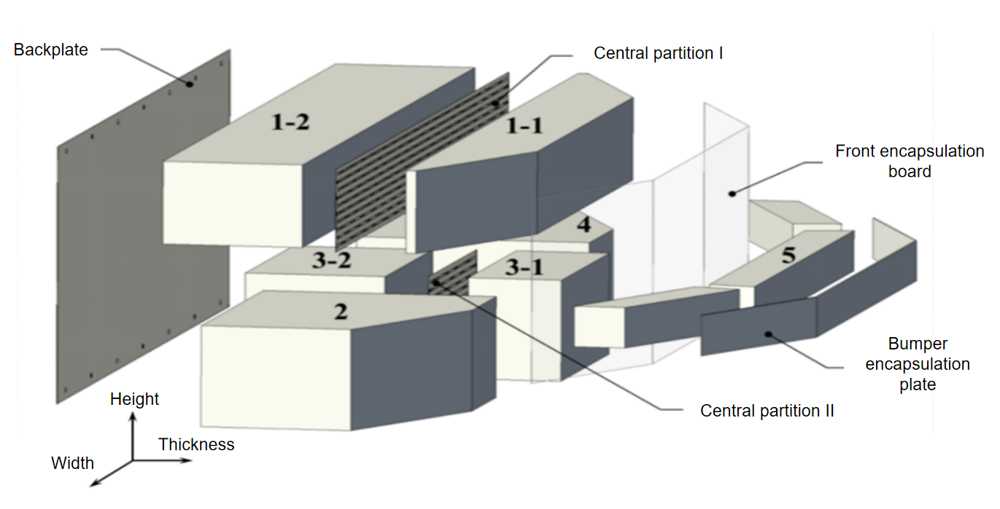 Backplate
Central partition I
1-2
1-1
Front encapsulation
board
4
5
3-2
3-1
2
Bumper
encapsulation
plate
Height
Central partition II
Thickness
Width